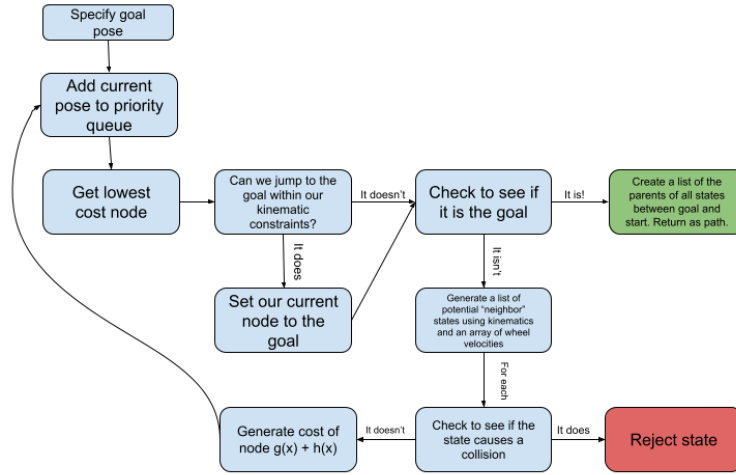 Specify goal
pose
Add current
pose to priority
queue
Get lowest
cost node
Can we jump to the
goal within our
kinematic
constraints?
It doesn't
Check to see if
it is the goal
It is!
Create a list of the
parents of all states
between goal and
start. Return as path.
It does
It isn't
Set our current
node to the
goal
Generate a list of
potential "neighbor"
states using kinematics
and an array of wheel
velocities
For each
Generate cost of
node g(x) + h(x)
It doesn't
Check to see if the
state causes a
collision
It does
Reject state